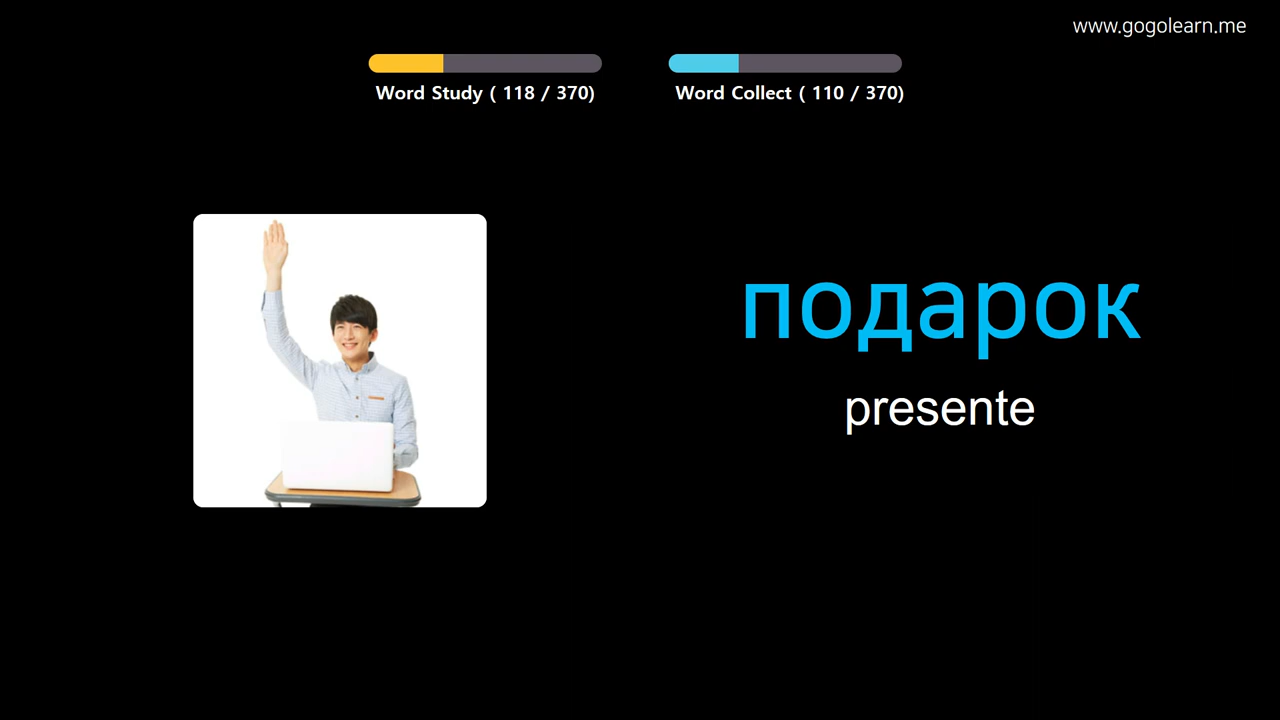 www.gogolearn.me
Word Study ( 118 / 370)
Word Collect ( 110 / 370)
подарок
presente